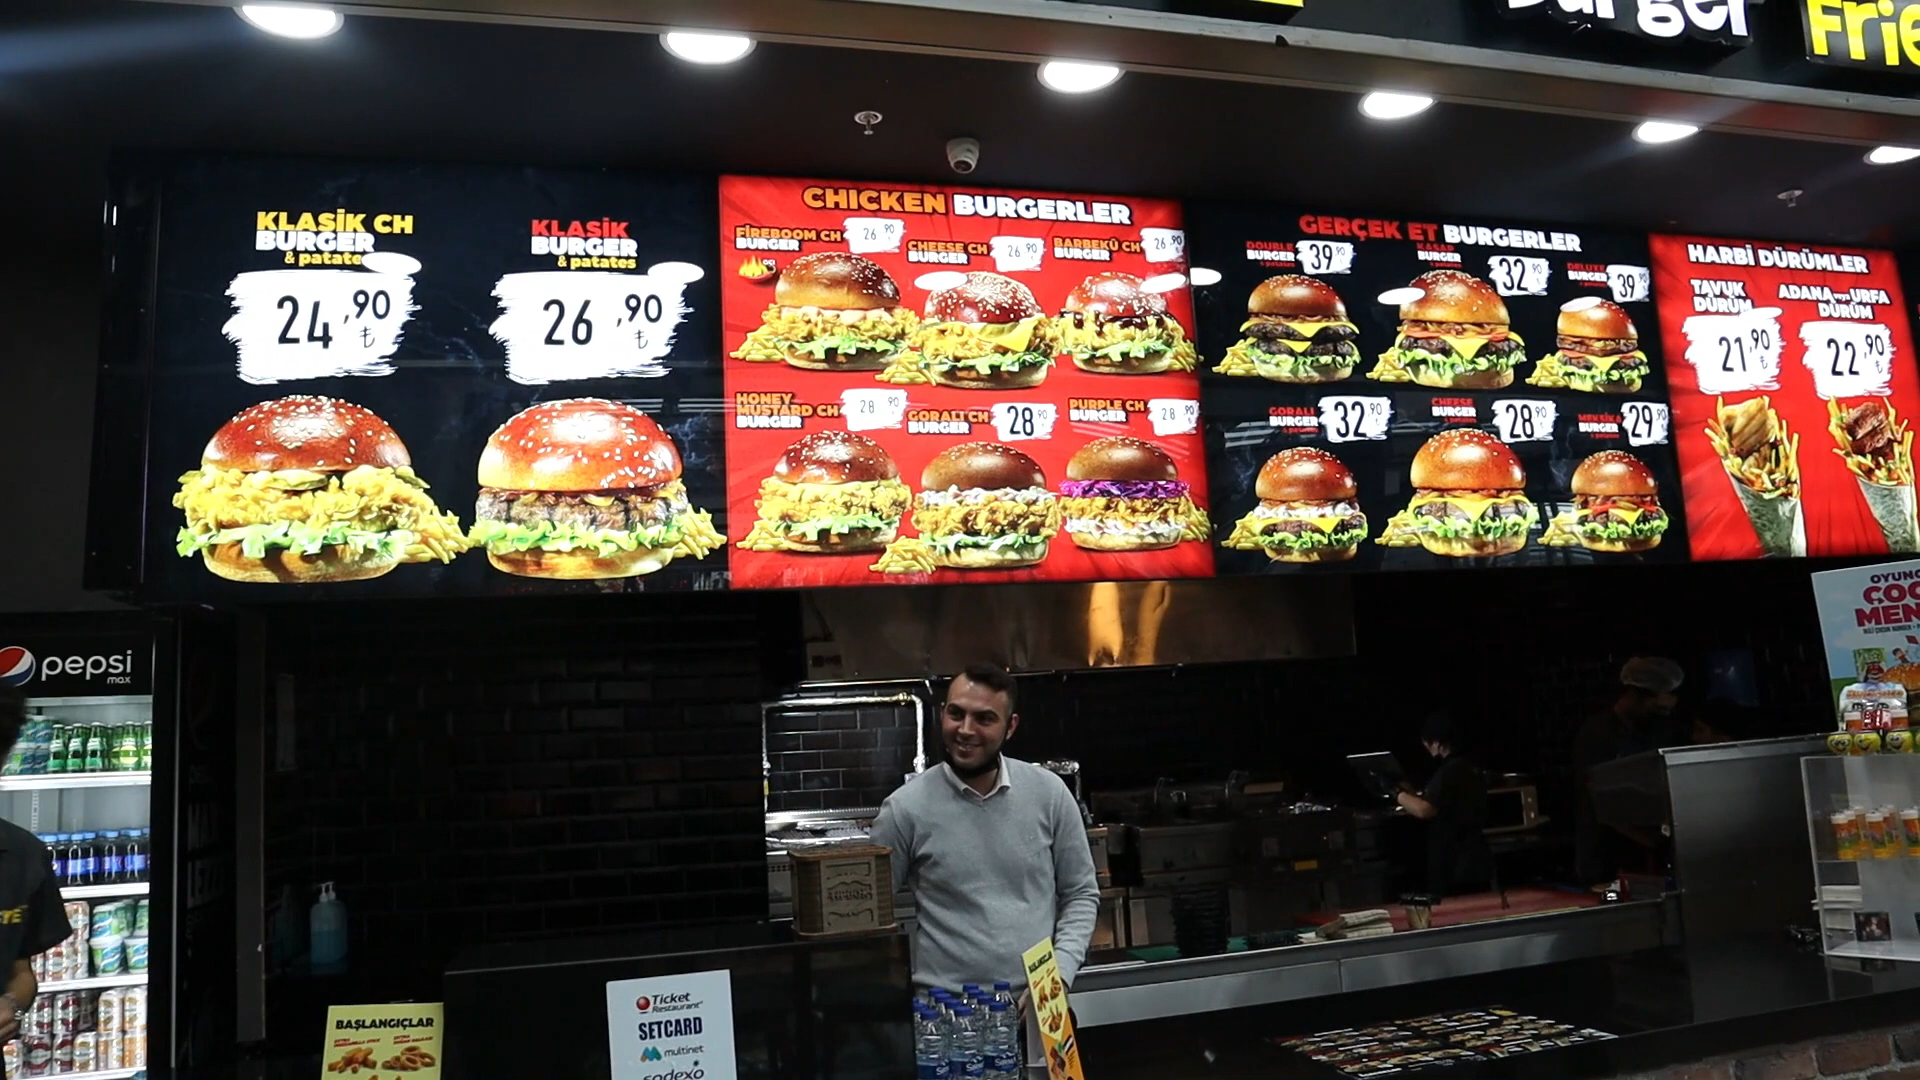 KLASİK CH
BURGER
& patates
24,90
₺
KLASİK
BURGER
& patates
26,90
₺
CHICKEN BURGERLER
FİREBOOM CH
BURGER
26 90
ACI
CHEESE CH
BURGER
26 90
BARBEKÜ CH
BURGER
26 90
HONEY
MUSTARD CH
BURGER
28 90
GORALI CH
BURGER
28 90
PURPLE CH
BURGER
28 90
GERÇEK ET BURGERLER
DOUBLE
BURGER
39 90
KASAP
BURGER
32 90
DELUXE
BURGER
39 90
GORALI
BURGER
32 90
CHEESE
BURGER
28 90
MEKSİKA
BURGER
29 90
HARBİ DÜRÜMLER
TAVUK
DÜRÜM
21,90
₺
ADANA veya URFA
DÜRÜM
22,90
₺
pepsi
max
BAŞLANGIÇLAR
Ticket
Restaurant
SETCARD
multinet
sodexo